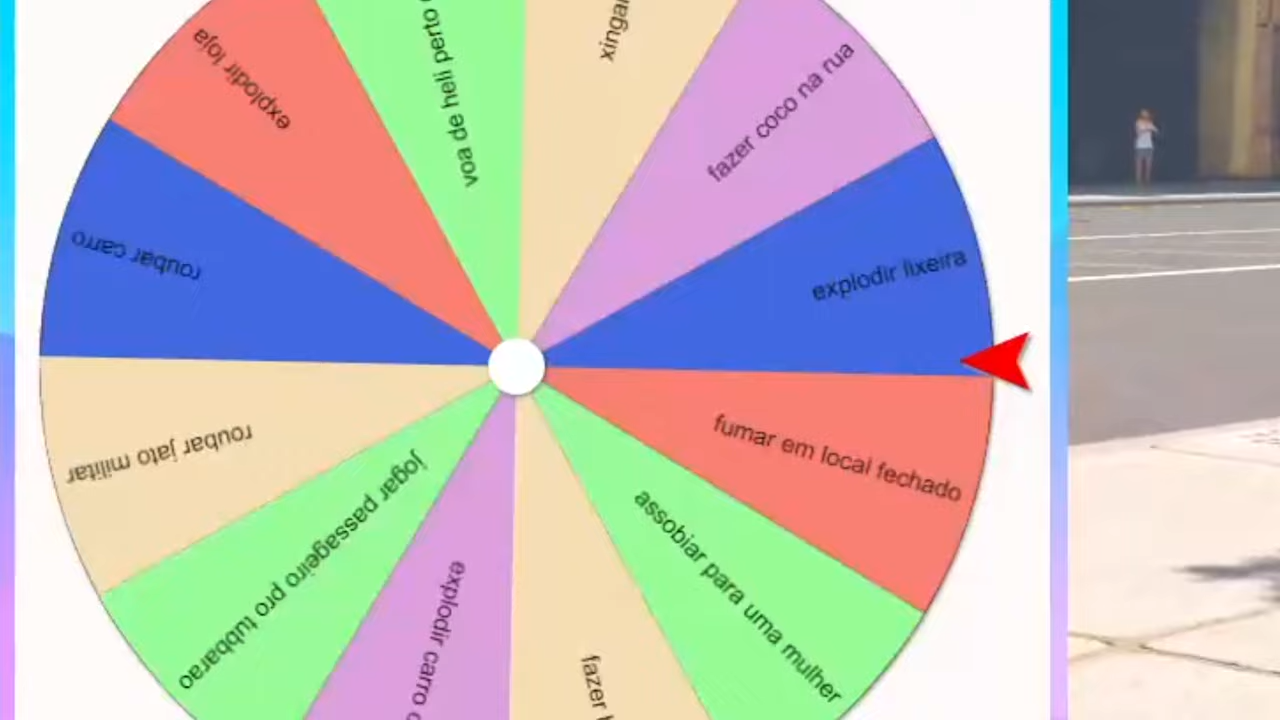 xingar
fazer coco na rua
explodir lixeira
fumar em local fechado
assobiar para uma mulher
fazer
explodir carro
jogar passageiro pro tubbarao
roubar jato militar
roubar carro
explodir loja
voa de heli perto